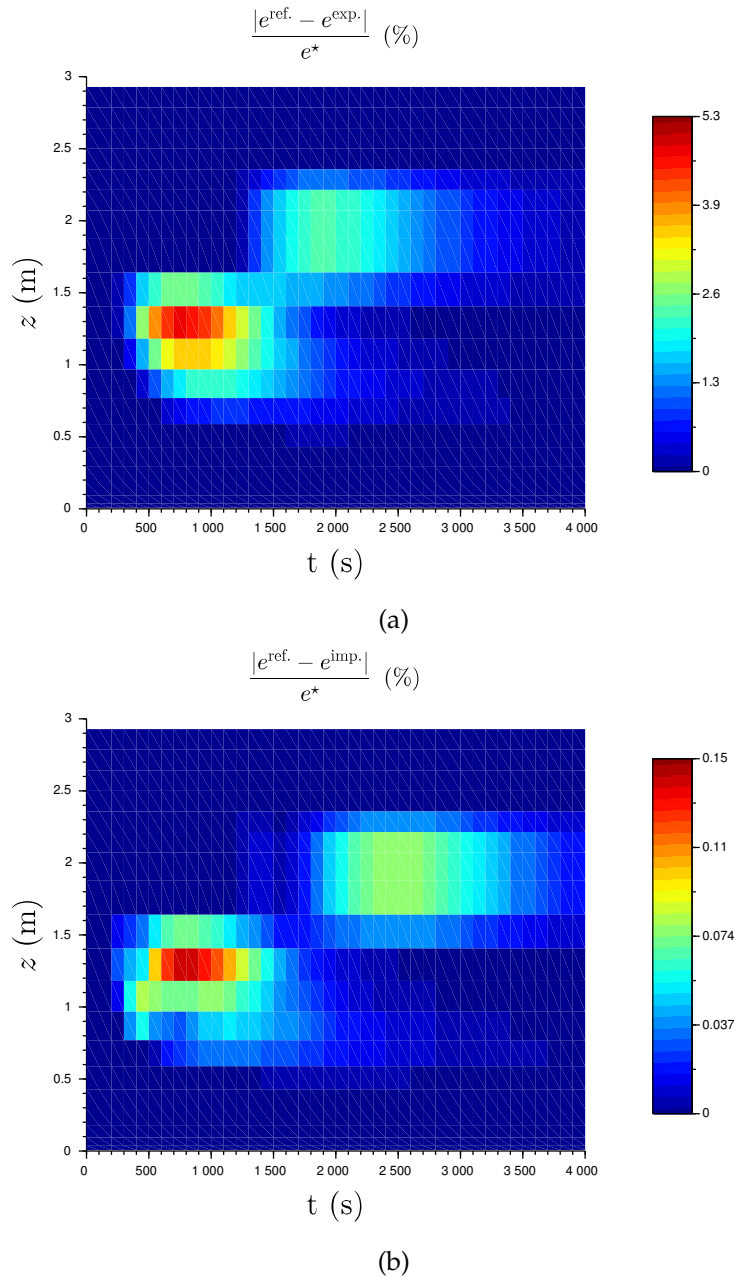 |e^ref. − e^exp.| / e^⋆ (%)
3
2.5
2
1.5
1
0.5
0
z (m)
0 500 1 000 1 500 2 000 2 500 3 000 3 500 4 000
t (s)
5.3
3.9
2.6
1.3
0
(a)
|e^ref. − e^imp.| / e^⋆ (%)
3
2.5
2
1.5
1
0.5
0
z (m)
0 500 1 000 1 500 2 000 2 500 3 000 3 500 4 000
t (s)
0.15
0.11
0.074
0.037
0
(b)